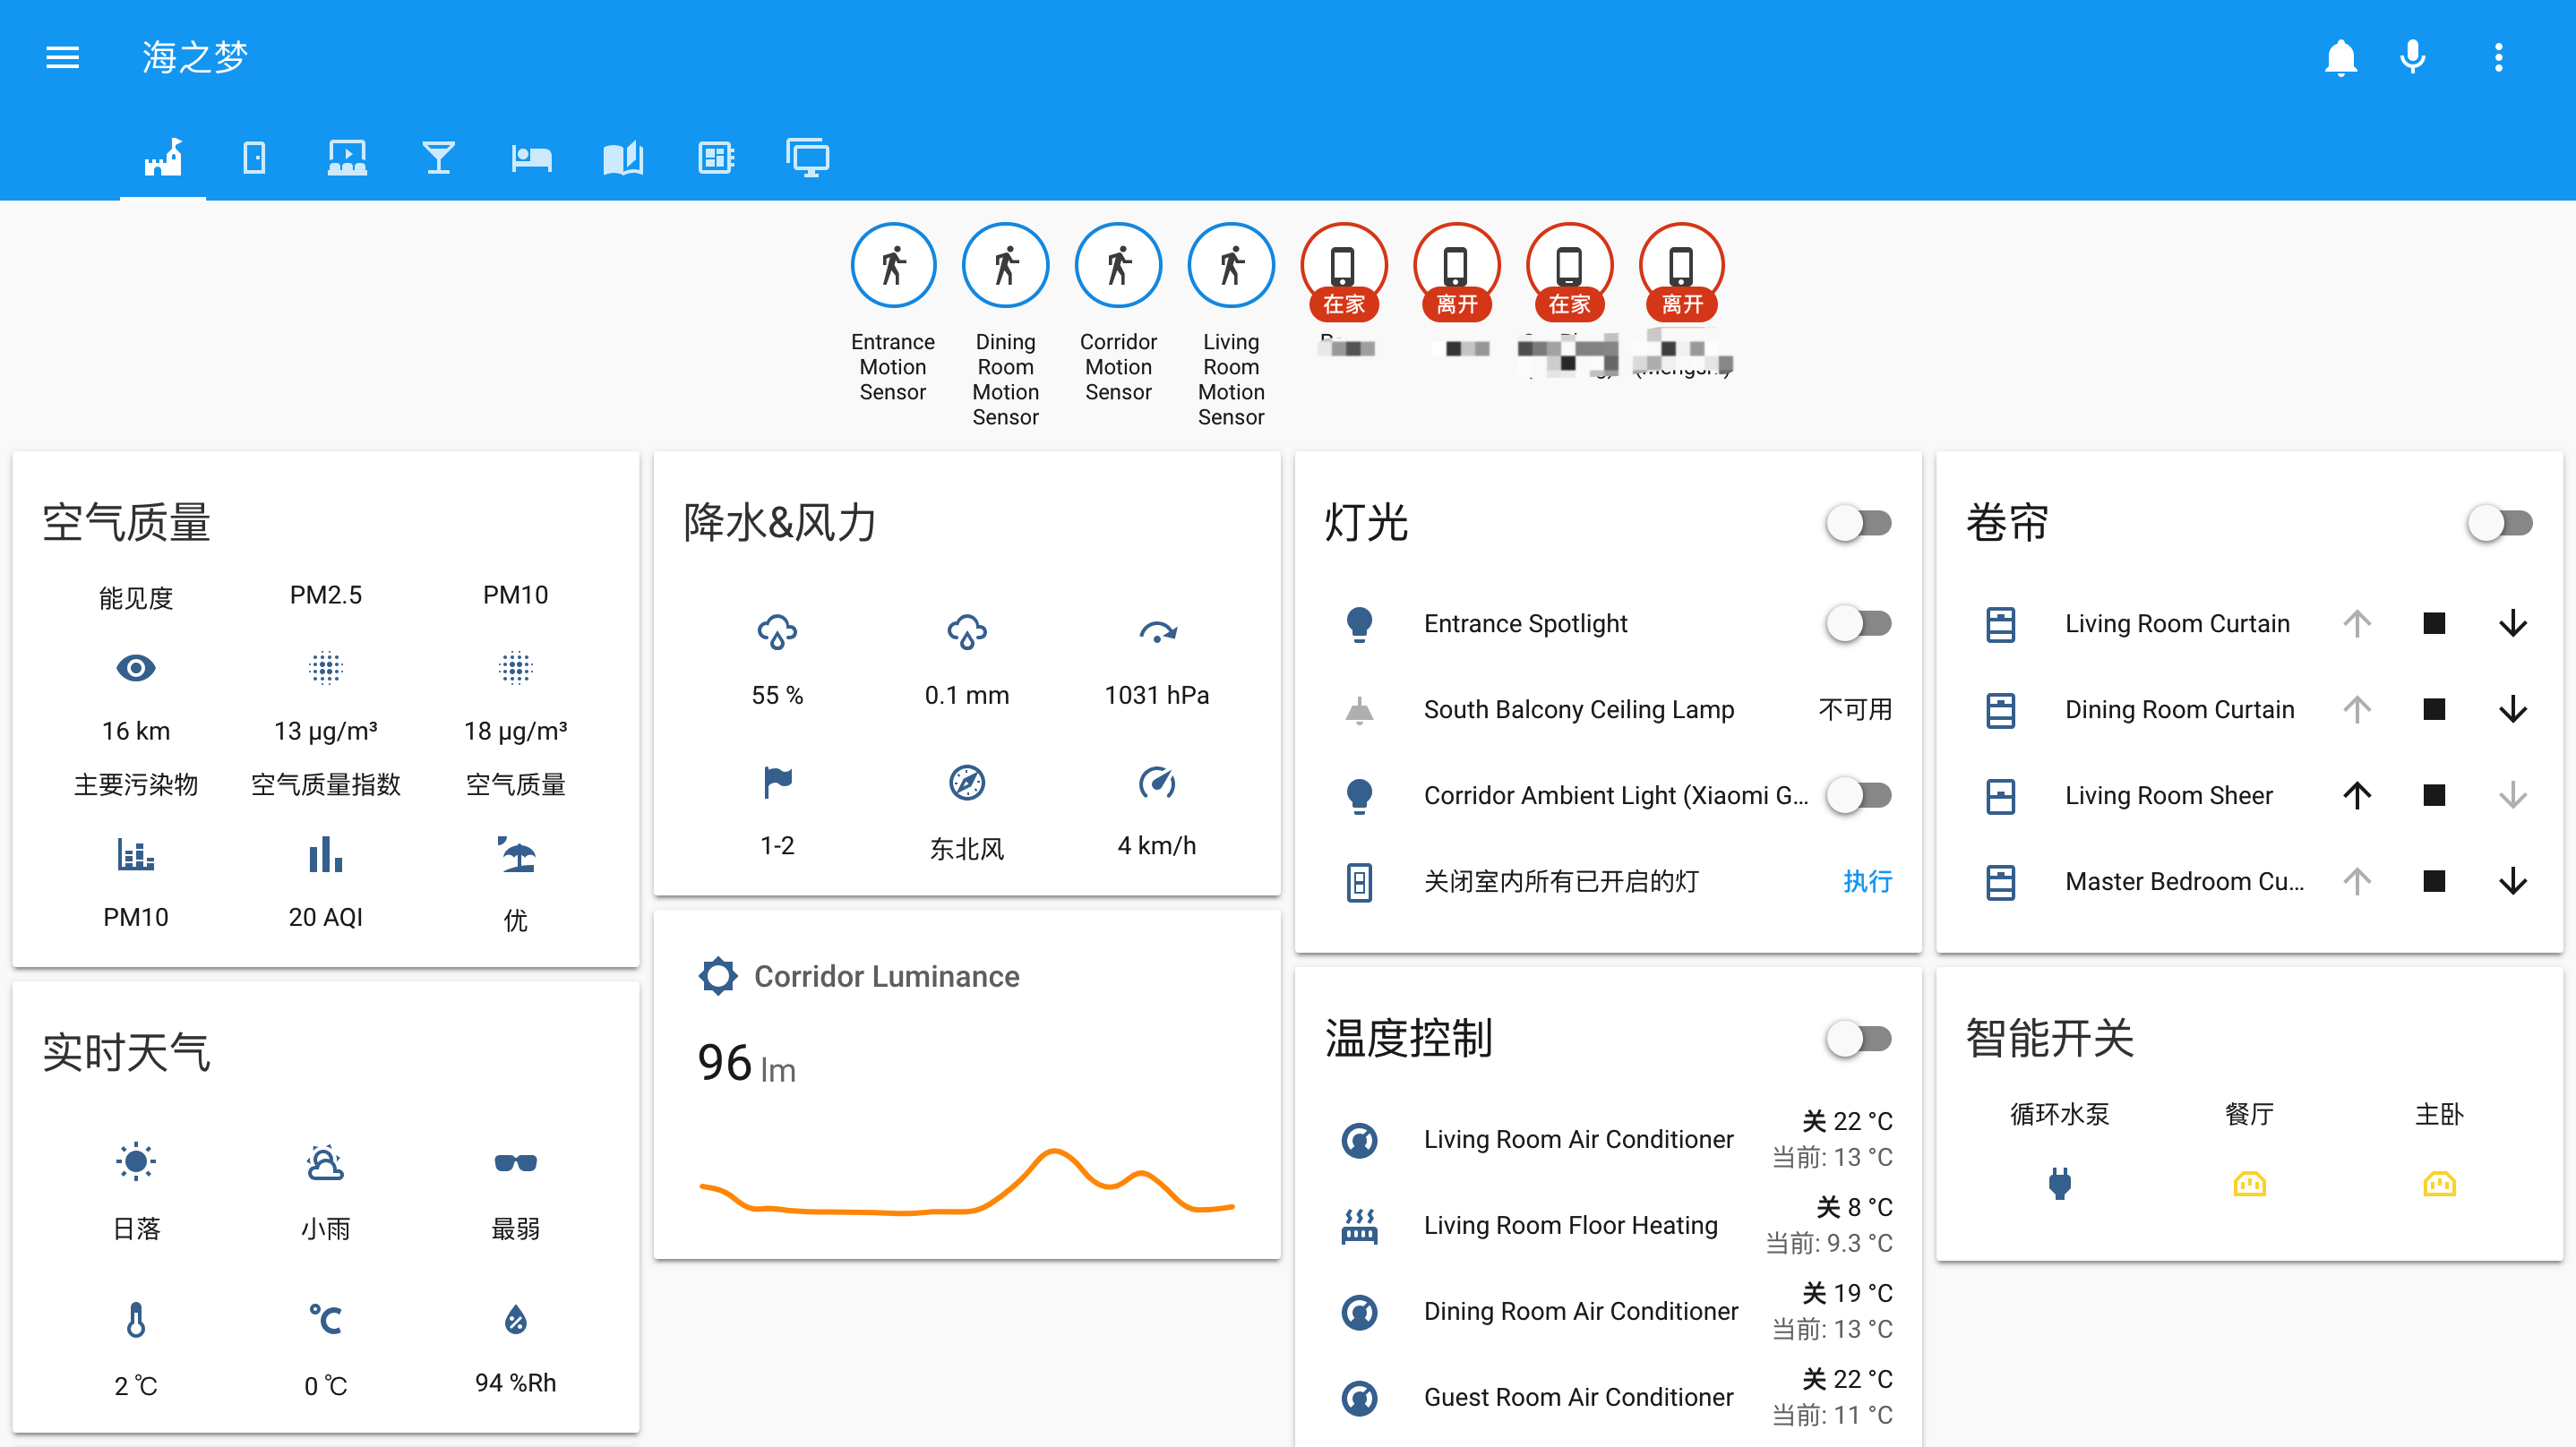 海之梦
Entrance
Motion
Sensor
Dining
Room
Motion
Sensor
Corridor
Motion
Sensor
Living
Room
Motion
Sensor
在家
离开
在家
离开
空气质量
能见度 PM2.5 PM10
16 km 13 µg/m³ 18 µg/m³
主要污染物 空气质量指数 空气质量
PM10 20 AQI 优
实时天气
日落 小雨 最弱
℃
2 ℃ 0 ℃ 94 %Rh
降水&风力
55 % 0.1 mm 1031 hPa
1-2 东北风 4 km/h
Corridor Luminance
96 lm
灯光
Entrance Spotlight
South Balcony Ceiling Lamp 不可用
Corridor Ambient Light (Xiaomi G...
关闭室内所有已开启的灯 执行
温度控制
Living Room Air Conditioner 关 22 °C
当前: 13 °C
Living Room Floor Heating 关 8 °C
当前: 9.3 °C
Dining Room Air Conditioner 关 19 °C
当前: 13 °C
Guest Room Air Conditioner 关 22 °C
当前: 11 °C
卷帘
Living Room Curtain
Dining Room Curtain
Living Room Sheer
Master Bedroom Cu...
智能开关
循环水泵 餐厅 主卧